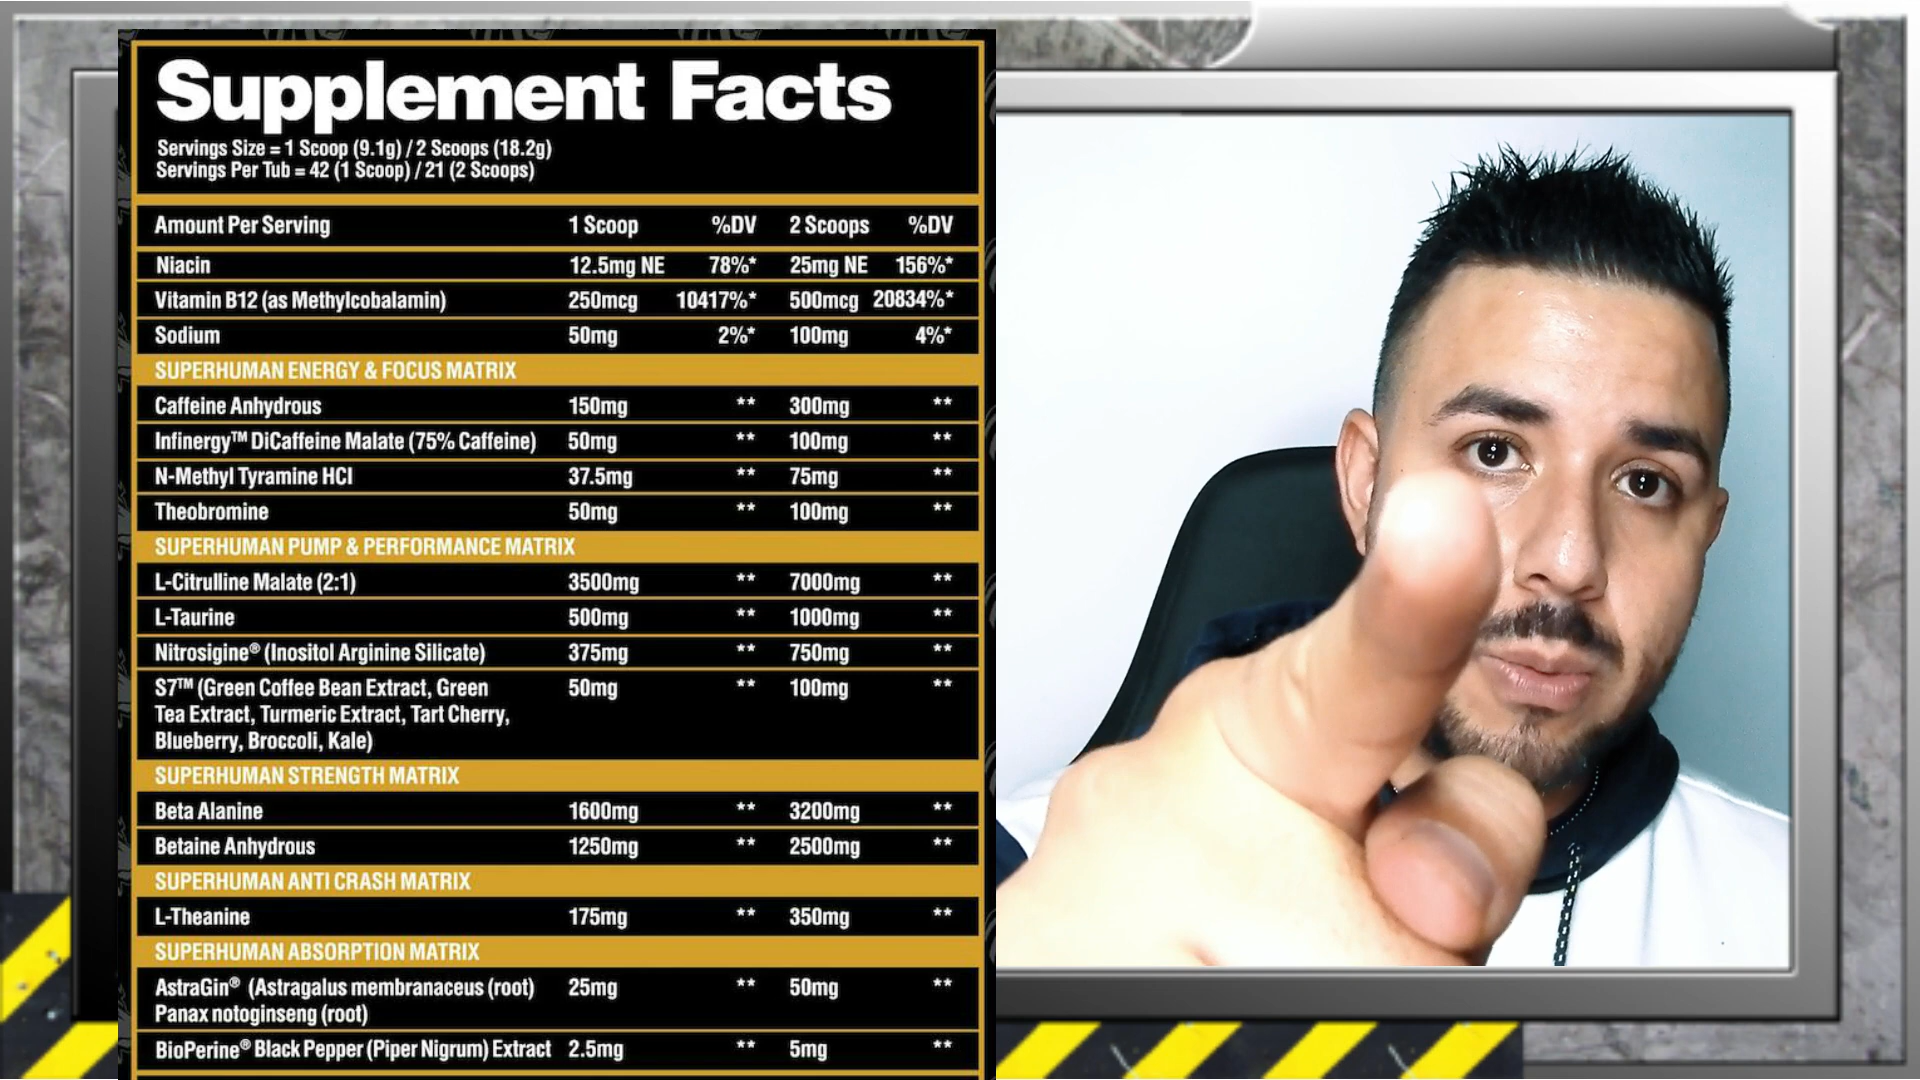 Supplement Facts
Servings Size = 1 Scoop (9.1g) / 2 Scoops (18.2g)
Servings Per Tub = 42 (1 Scoop) / 21 (2 Scoops)
Amount Per Serving 1 Scoop %DV 2 Scoops %DV
Niacin 12.5mg NE 78%* 25mg NE 156%*
Vitamin B12 (as Methylcobalamin) 250mcg 10417%* 500mcg 20834%*
Sodium 50mg 2%* 100mg 4%*
SUPERHUMAN ENERGY & FOCUS MATRIX
Caffeine Anhydrous 150mg ** 300mg **
Infinergy™ DiCaffeine Malate (75% Caffeine) 50mg ** 100mg **
N-Methyl Tyramine HCl 37.5mg ** 75mg **
Theobromine 50mg ** 100mg **
SUPERHUMAN PUMP & PERFORMANCE MATRIX
L-Citrulline Malate (2:1) 3500mg ** 7000mg **
L-Taurine 500mg ** 1000mg **
Nitrosigine® (Inositol Arginine Silicate) 375mg ** 750mg **
S7™ (Green Coffee Bean Extract, Green 50mg ** 100mg **
Tea Extract, Turmeric Extract, Tart Cherry,
Blueberry, Broccoli, Kale)
SUPERHUMAN STRENGTH MATRIX
Beta Alanine 1600mg ** 3200mg **
Betaine Anhydrous 1250mg ** 2500mg **
SUPERHUMAN ANTI CRASH MATRIX
L-Theanine 175mg ** 350mg **
SUPERHUMAN ABSORPTION MATRIX
AstraGin® (Astragalus membranaceus (root) 25mg ** 50mg **
Panax notoginseng (root)
BioPerine® Black Pepper (Piper Nigrum) Extract 2.5mg ** 5mg **